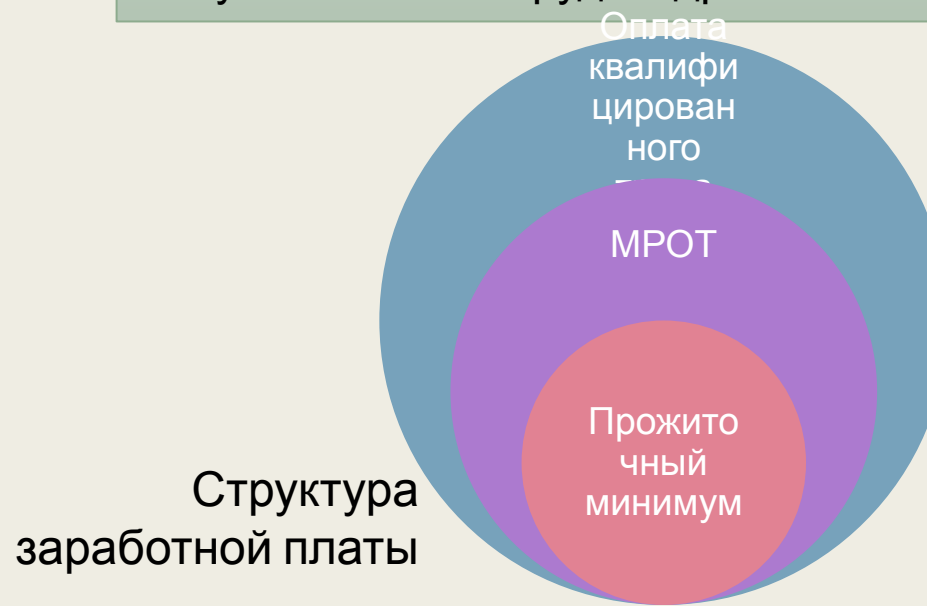 Оплата
квалифи
цирован
ного
МРОТ
Прожито
чный
минимум
Структура
заработной платы